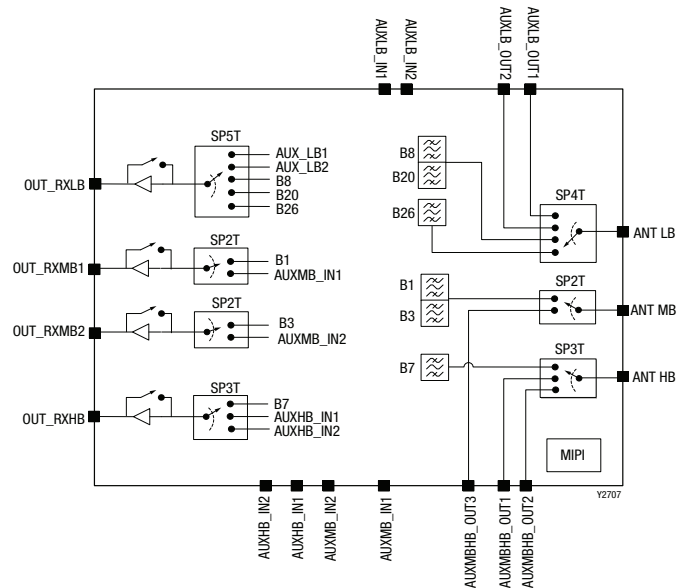 AUXLB_IN1
AUXLB_IN2
AUXLB_OUT2
AUXLB_OUT1
SP5T
AUX_LB1
AUX_LB2
B8
B20
B26
OUT_RXLB
SP2T
B1
AUXMB_IN1
OUT_RXMB1
SP2T
B3
AUXMB_IN2
OUT_RXMB2
SP3T
B7
AUXHB_IN1
AUXHB_IN2
OUT_RXHB
B8
B20
B26
SP4T
ANT LB
B1
B3
SP2T
ANT MB
B7
SP3T
ANT HB
MIPI
Y2707
AUXHB_IN2
AUXHB_IN1
AUXMB_IN2
AUXMB_IN1
AUXMBHB_OUT3
AUXMBHB_OUT1
AUXMBHB_OUT2